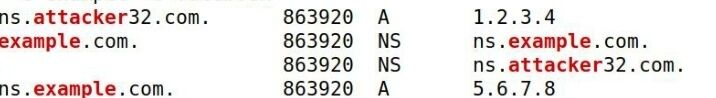 ns.attacker32.com. 863920 A 1.2.3.4
example.com. 863920 NS ns.example.com.
863920 NS ns.attacker32.com.
ns.example.com. 863920 A 5.6.7.8